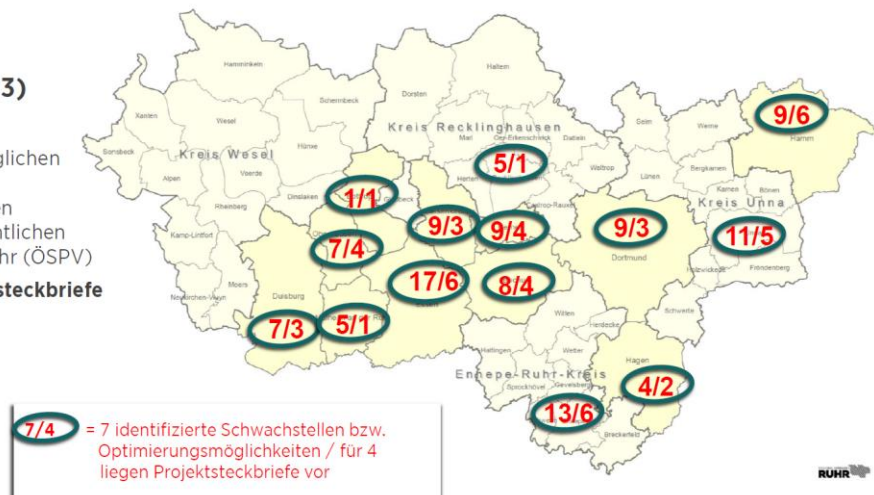 3)
glichen
en
ntlichen
hr (ÖSPV)
steckbriefe
Hamminkeln
Haltern
Schermbeck
Dorsten
Xanten
Wesel
Kreis Recklinghausen
Marl
Oer-Erkenschwick
Datteln
Selm
Werne
9/6
Hamm
Sonsbeck
Kreis Wesel
Hünxe
5/1
Herten
Waltrop
Lünen
Bergkamen
Alpen
Voerde
Dinslaken
1/1
Gladbeck
Castrop-Rauxel
Kamen
Bönen
Kreis Unna
Rheinberg
9/3
9/4
9/3
11/5
Kamp-Lintfort
7/4
Dortmund
Holzwickede
Fröndenberg
Moers
17/6
8/4
Neukirchen-Vluyn
Duisburg
Schwerte
Witten
7/3
5/1
Herdecke
Hattingen
Wetter
Hagen
Ennepe-Ruhr-Kreis
Sprockhövel
Gevelsberg
4/2
13/6
Breckerfeld
7/4 = 7 identifizierte Schwachstellen bzw.
Optimierungsmöglichkeiten / für 4
liegen Projektsteckbriefe vor
RUHR